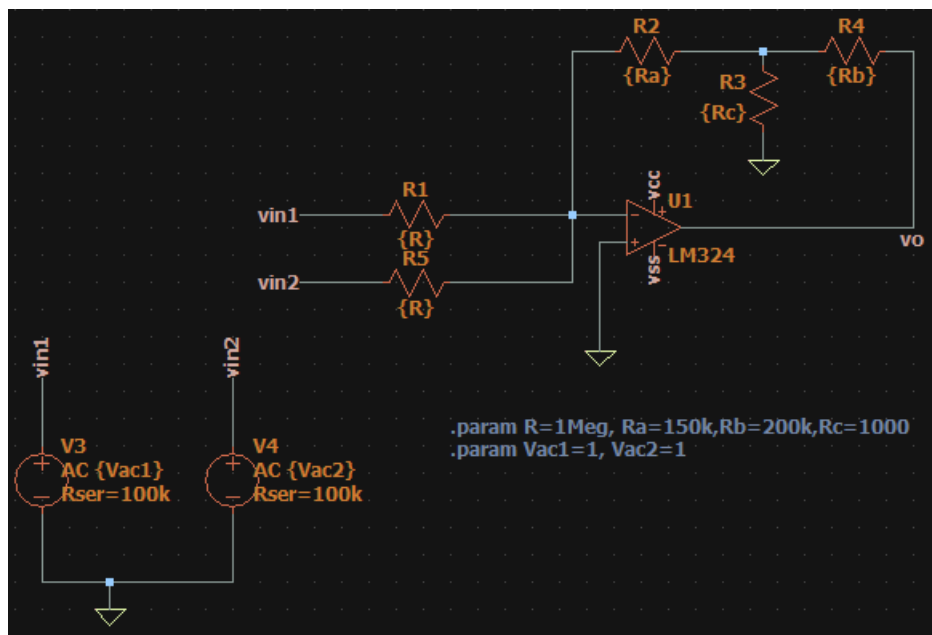 R2
{Ra}
R4
{Rb}
R3
{Rc}
vin1
R1
{R}
vin2
R5
{R}
vcc
U1
LM324
vss
vo
vin1
vin2
V3
AC {Vac1}
Rser=100k
V4
AC {Vac2}
Rser=100k
.param R=1Meg, Ra=150k,Rb=200k,Rc=1000
.param Vac1=1, Vac2=1